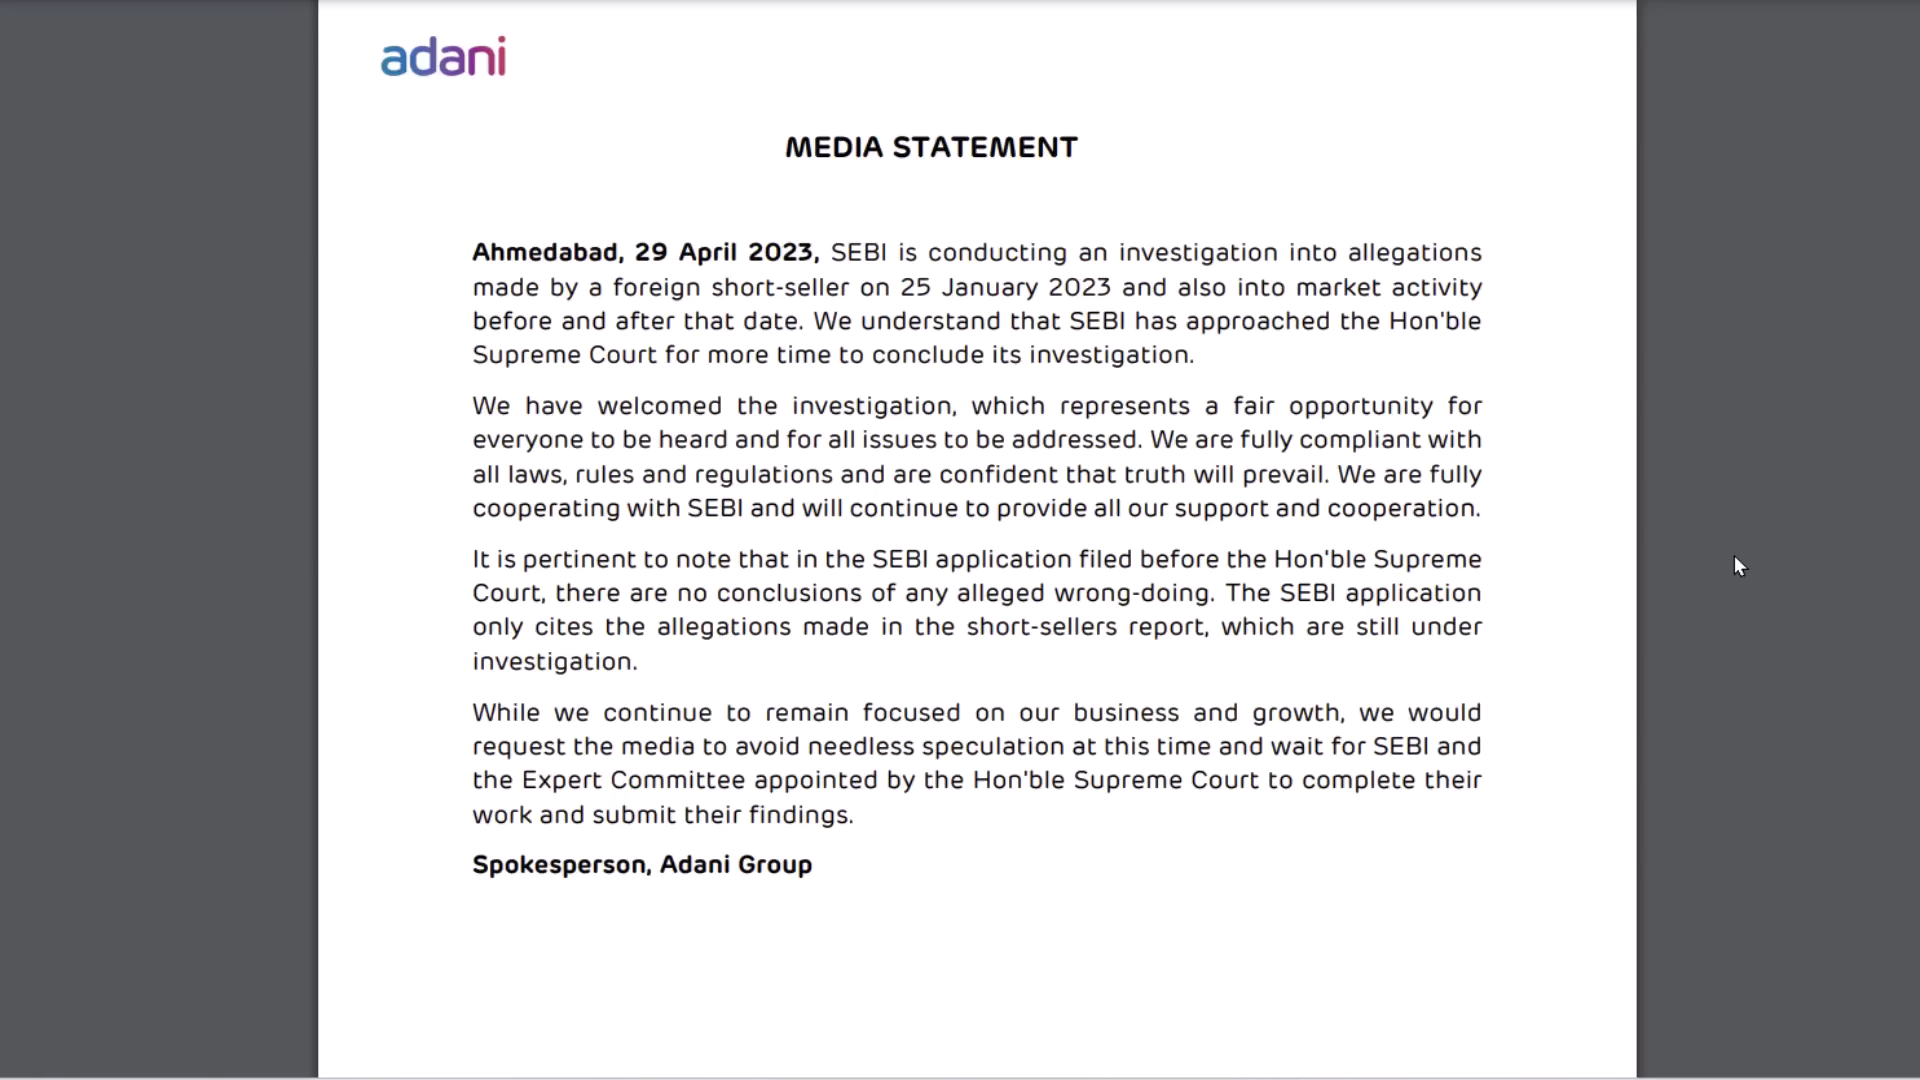 adani
MEDIA STATEMENT
Ahmedabad, 29 April 2023, SEBI is conducting an investigation into allegations
made by a foreign short-seller on 25 January 2023 and also into market activity
before and after that date. We understand that SEBI has approached the Hon'ble
Supreme Court for more time to conclude its investigation.
We have welcomed the investigation, which represents a fair opportunity for
everyone to be heard and for all issues to be addressed. We are fully compliant with
all laws, rules and regulations and are confident that truth will prevail. We are fully
cooperating with SEBI and will continue to provide all our support and cooperation.
It is pertinent to note that in the SEBI application filed before the Hon'ble Supreme
Court, there are no conclusions of any alleged wrong-doing. The SEBI application
only cites the allegations made in the short-sellers report, which are still under
investigation.
While we continue to remain focused on our business and growth, we would
request the media to avoid needless speculation at this time and wait for SEBI and
the Expert Committee appointed by the Hon'ble Supreme Court to complete their
work and submit their findings.
Spokesperson, Adani Group